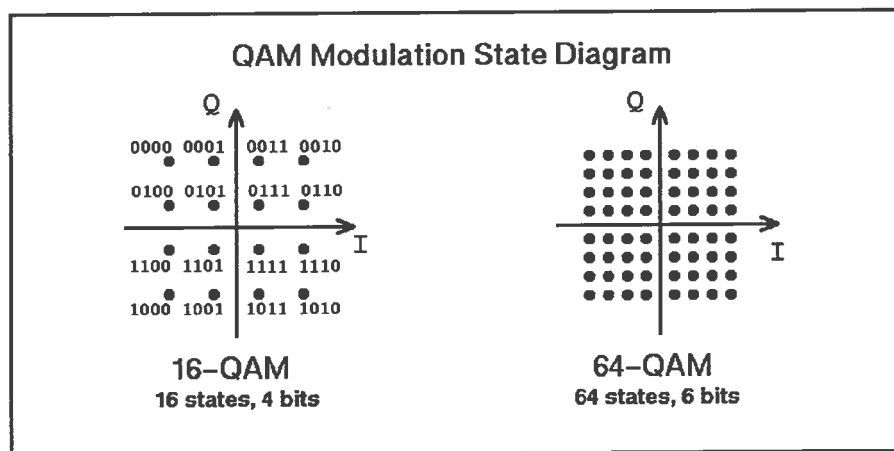 QAM Modulation State Diagram
Q
0000 0001 0011 0010
0100 0101 0111 0110
I
1100 1101 1111 1110
1000 1001 1011 1010
16-QAM
16 states, 4 bits
Q
I
64-QAM
64 states, 6 bits